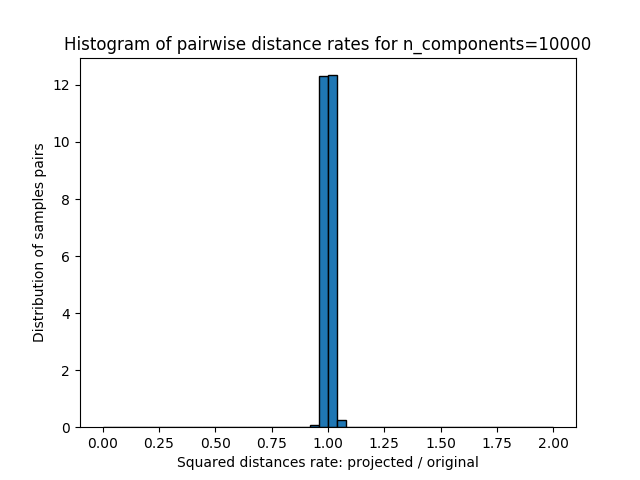 Histogram of pairwise distance rates for n_components=10000
12
10
8
6
4
2
0
Distribution of samples pairs
0.00 0.25 0.50 0.75 1.00 1.25 1.50 1.75 2.00
Squared distances rate: projected / original